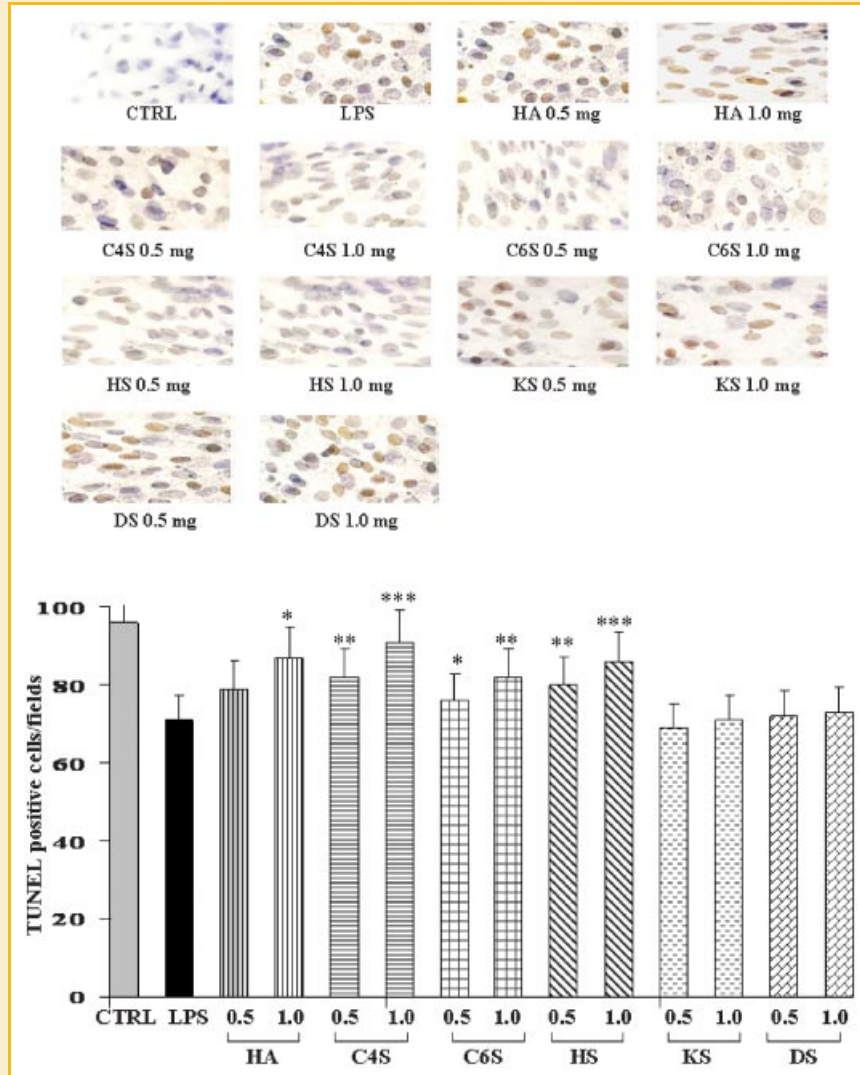 CTRL LPS HA 0.5 mg HA 1.0 mg
C4S 0.5 mg C4S 1.0 mg C6S 0.5 mg C6S 1.0 mg
HS 0.5 mg HS 1.0 mg KS 0.5 mg KS 1.0 mg
DS 0.5 mg DS 1.0 mg
TUNEL positive cells/fields
100
80
60
40
20
0
* ** *** * ** ** ***
CTRL LPS 0.5 1.0 0.5 1.0 0.5 1.0 0.5 1.0 0.5 1.0 0.5 1.0
HA C4S C6S HS KS DS